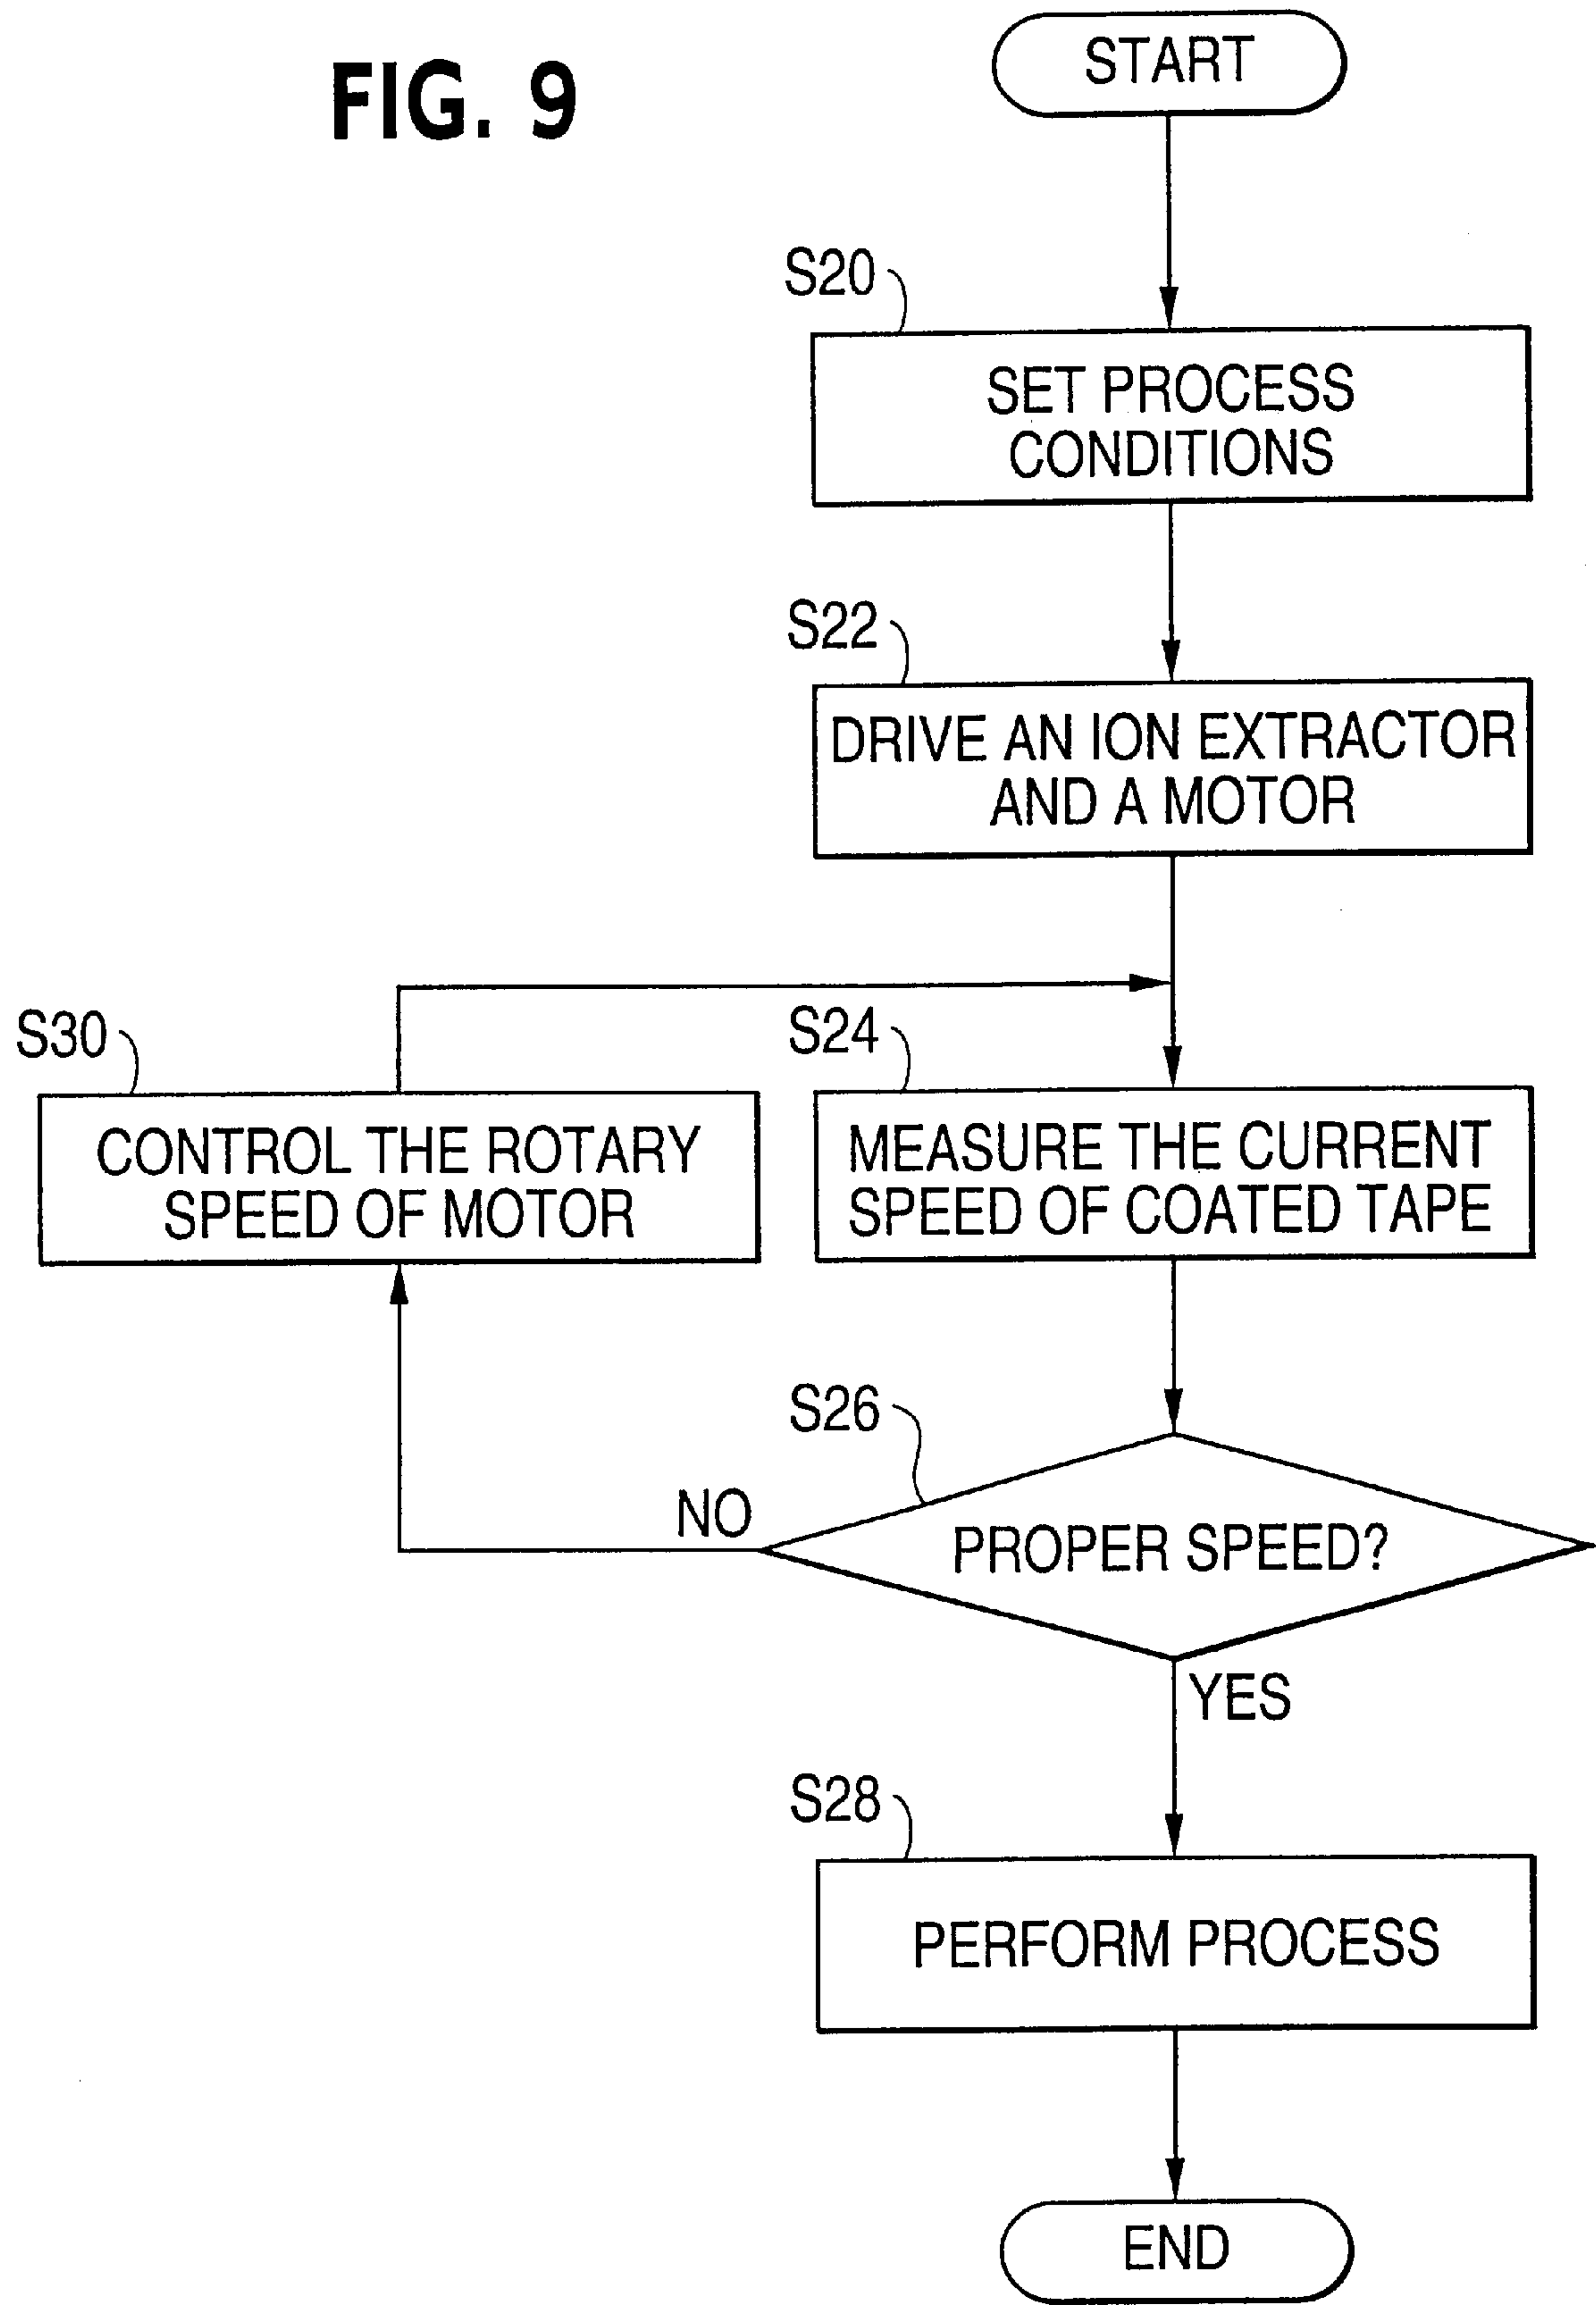 FIG. 9
START
S20
SET PROCESS
CONDITIONS
S22
DRIVE AN ION EXTRACTOR
AND A MOTOR
S30
CONTROL THE ROTARY
SPEED OF MOTOR
S24
MEASURE THE CURRENT
SPEED OF COATED TAPE
S26
NO
PROPER SPEED?
YES
S28
PERFORM PROCESS
END